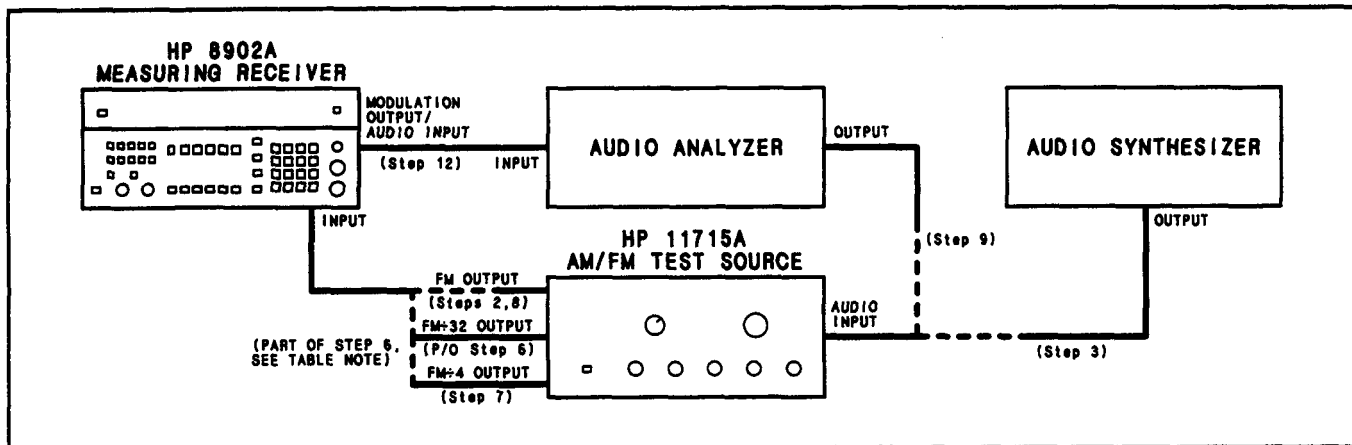 HP 8902A
MEASURING RECEIVER
MODULATION
OUTPUT/
AUDIO INPUT
(Step 12)
INPUT
AUDIO ANALYZER
OUTPUT
AUDIO SYNTHESIZER
INPUT
OUTPUT
(Step 9)
HP 11715A
AM/FM TEST SOURCE
FM OUTPUT
(Steps 2,8)
AUDIO
INPUT
FM÷32 OUTPUT
(PART OF STEP 6,
SEE TABLE NOTE)
(P/O Step 6)
(Step 3)
FM÷4 OUTPUT
(Step 7)